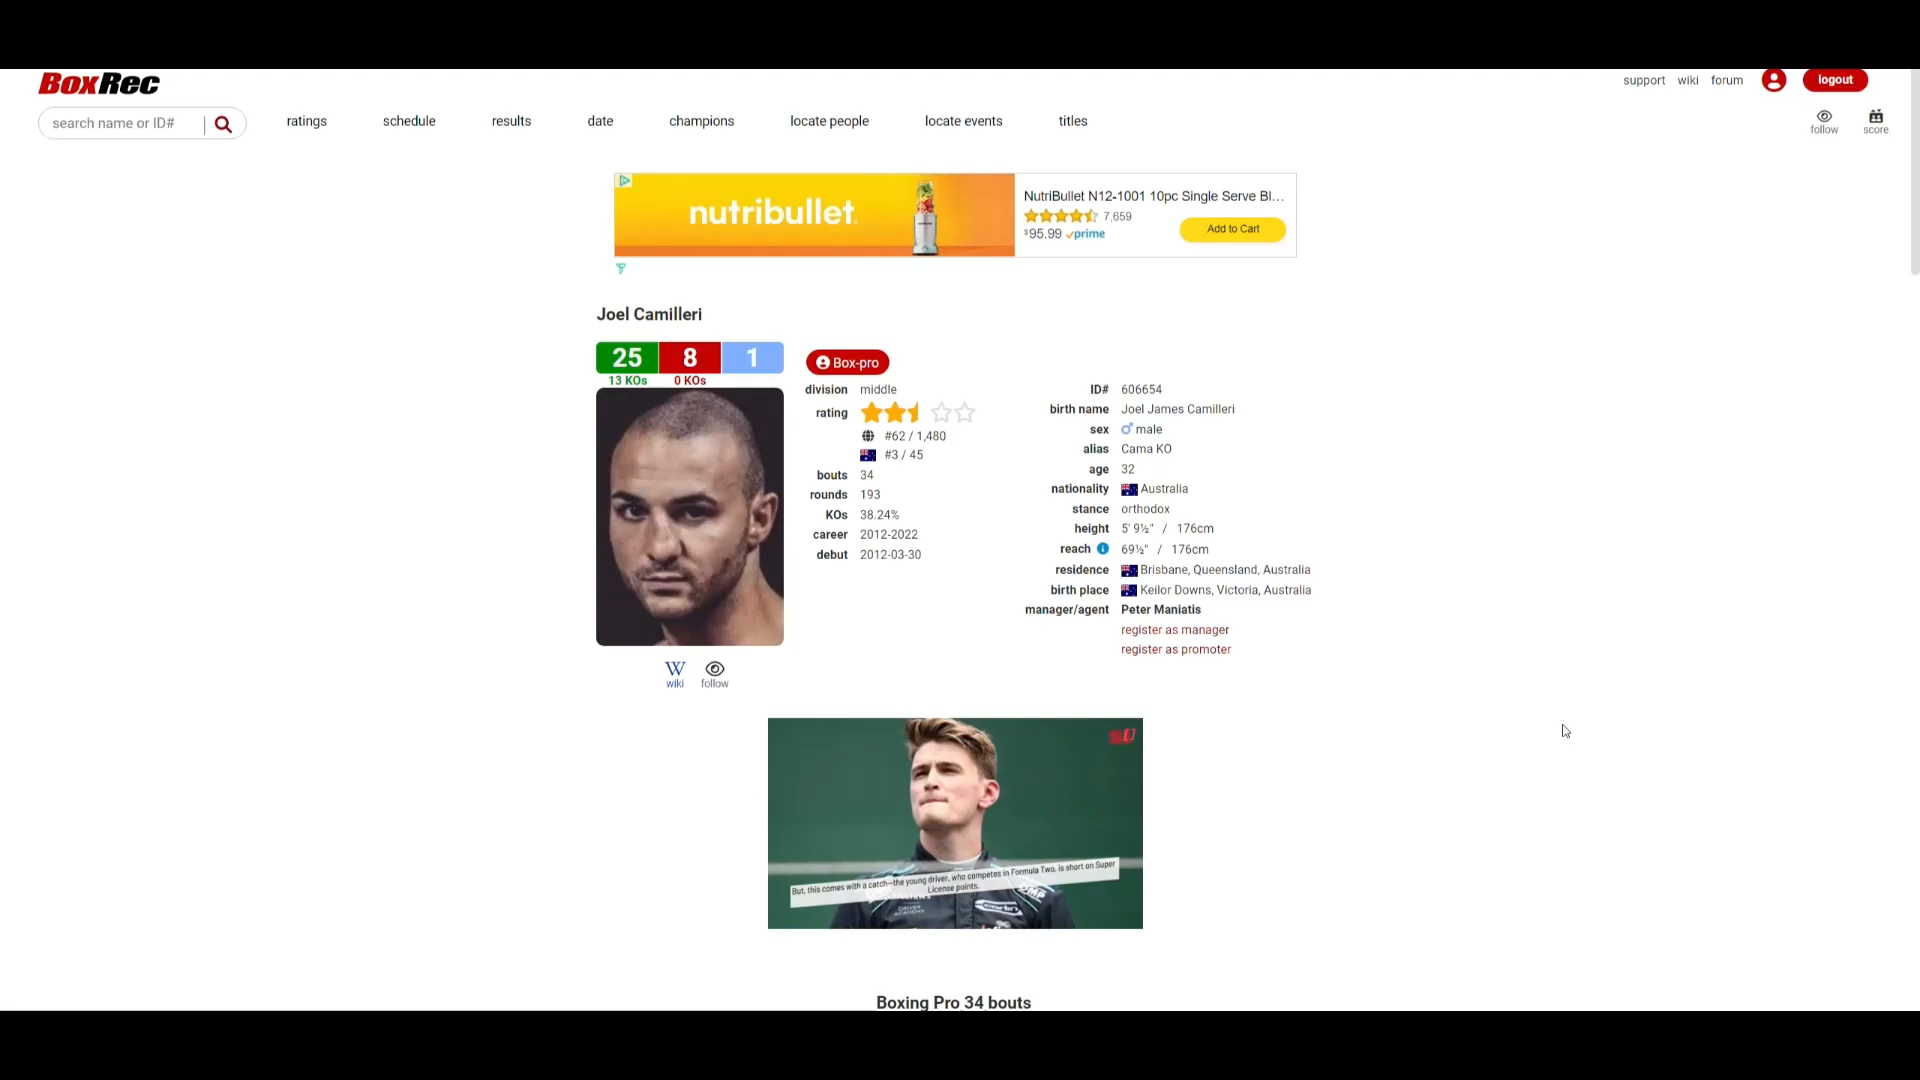 BoxRec
support wiki forum logout
search name or ID#
ratings schedule results date champions locate people locate events titles
follow score
nutribullet.
NutriBullet N12-1001 10pc Single Serve Bl...
7,659
$95.99 prime
Add to Cart
Joel Camilleri
25 8 1
13 KOs 0 KOs
Box-pro
division middle
rating
#62 / 1,480
#3 / 45
bouts 34
rounds 193
KOs 38.24%
career 2012-2022
debut 2012-03-30
ID# 606654
birth name Joel James Camilleri
sex male
alias Cama KO
age 32
nationality Australia
stance orthodox
height 5' 9½" / 176cm
reach 69½" / 176cm
residence Brisbane, Queensland, Australia
birth place Keilor Downs, Victoria, Australia
manager/agent Peter Maniatis
register as manager
register as promoter
W
wiki follow
But, this comes with a catch—the young driver, who competes in Formula Two, is short on Super
License points.
Boxing Pro 34 bouts